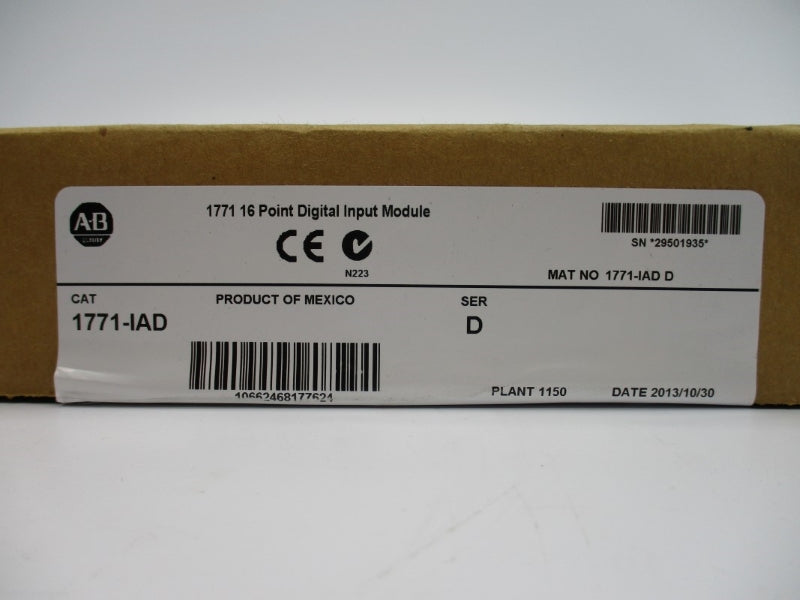 A-B
1771 16 Point Digital Input Module
SN *29501935*
N223
MAT NO 1771-IAD D
CAT
PRODUCT OF MEXICO
SER
1771-IAD
D
10662468177624
PLANT 1150
DATE 2013/10/30